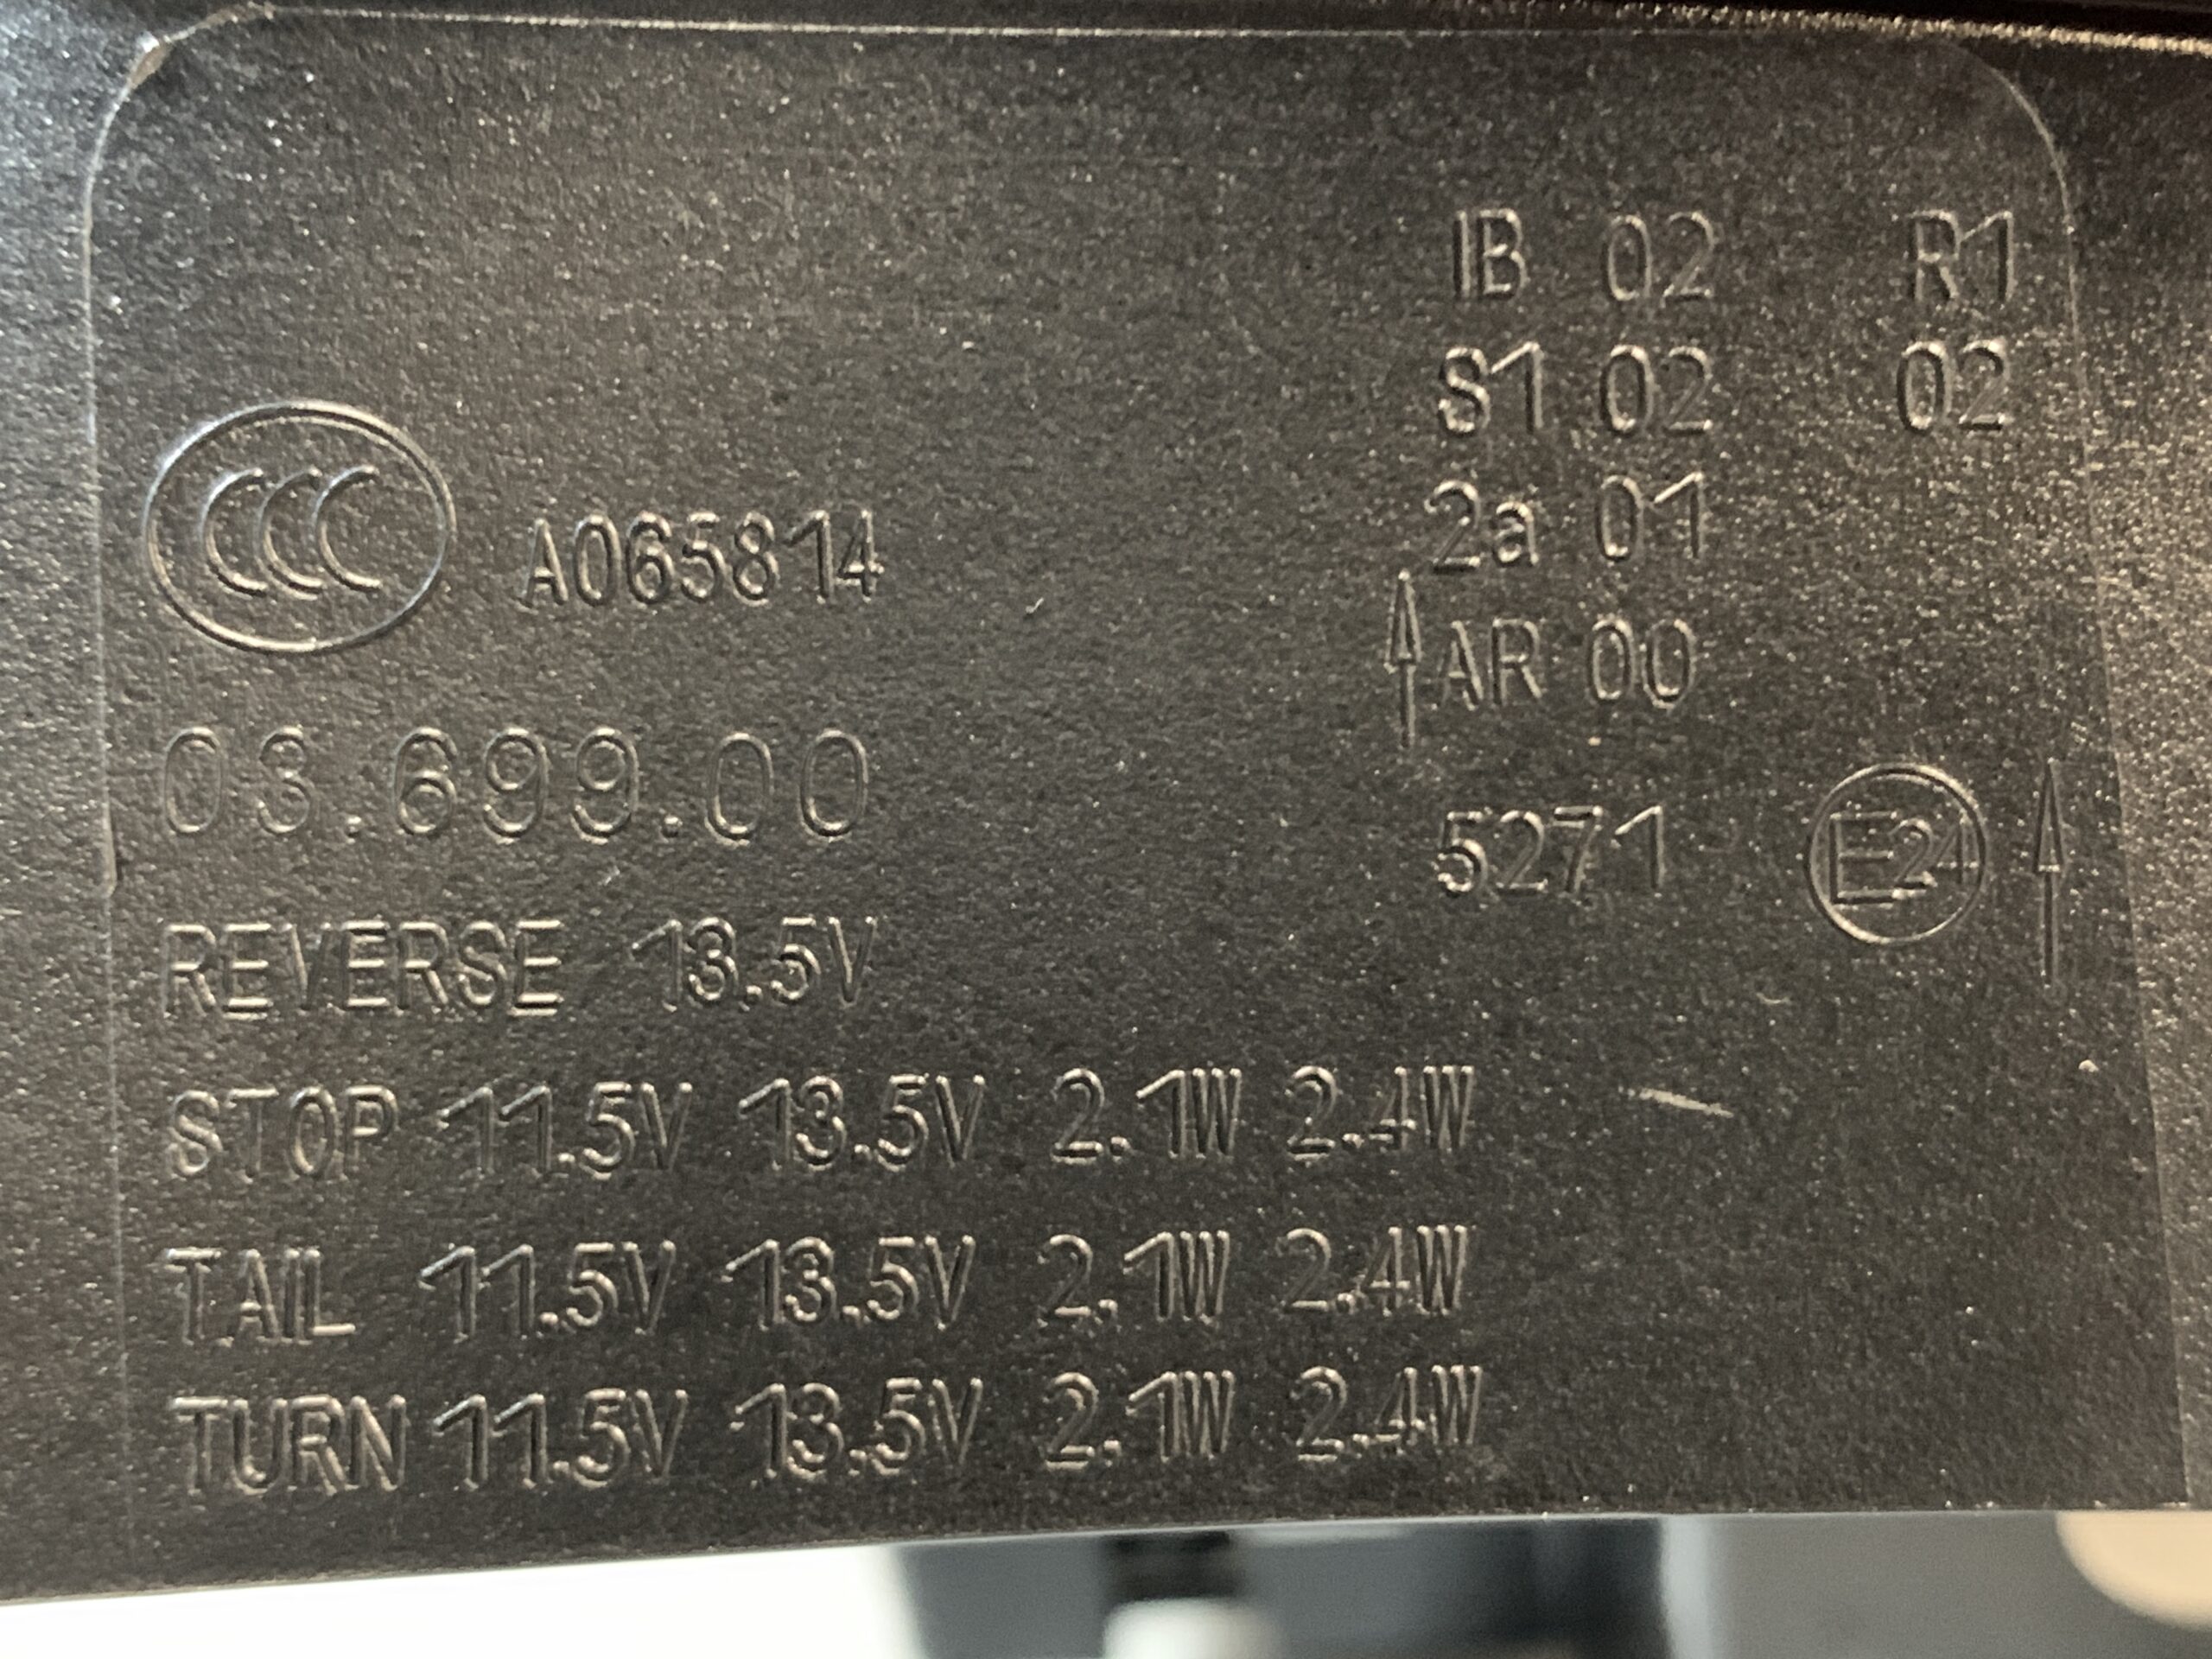 IB 02 R1
S1 02 02
2a 01
CCC A065814
AR 00
03.699.00
5271 E24
REVERSE 13.5V
STOP 11.5V 13.5V 2.1W 2.4W
TAIL 11.5V 13.5V 2.1W 2.4W
TURN 11.5V 13.5V 2.1W 2.4W